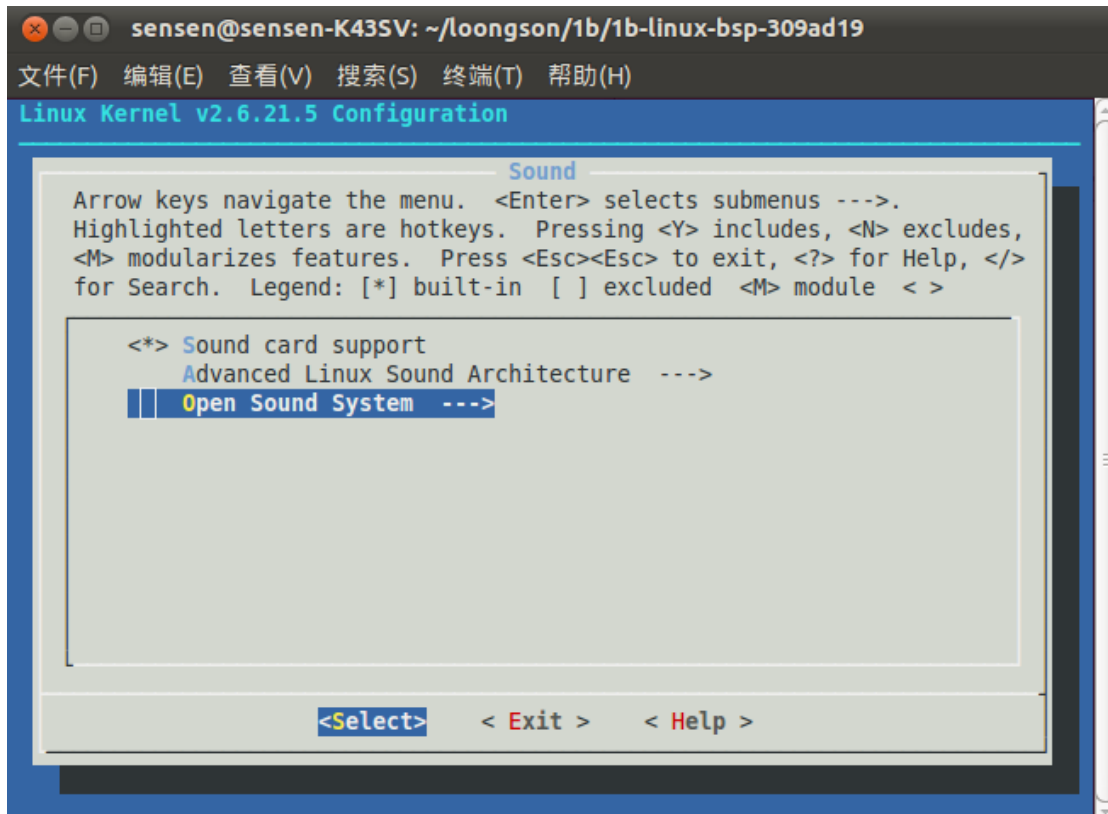 sensen@sensen-K43SV: ~/loongson/1b/1b-linux-bsp-309ad19
文件(F) 编辑(E) 查看(V) 搜索(S) 终端(T) 帮助(H)
Linux Kernel v2.6.21.5 Configuration
Sound
Arrow keys navigate the menu.  <Enter> selects submenus --->.
Highlighted letters are hotkeys.  Pressing <Y> includes, <N> excludes,
<M> modularizes features.  Press <Esc><Esc> to exit, <?> for Help, </>
for Search.  Legend: [*] built-in  [ ] excluded  <M> module  < >
<*> Sound card support
Advanced Linux Sound Architecture  --->
Open Sound System  --->
<Select>    < Exit >    < Help >